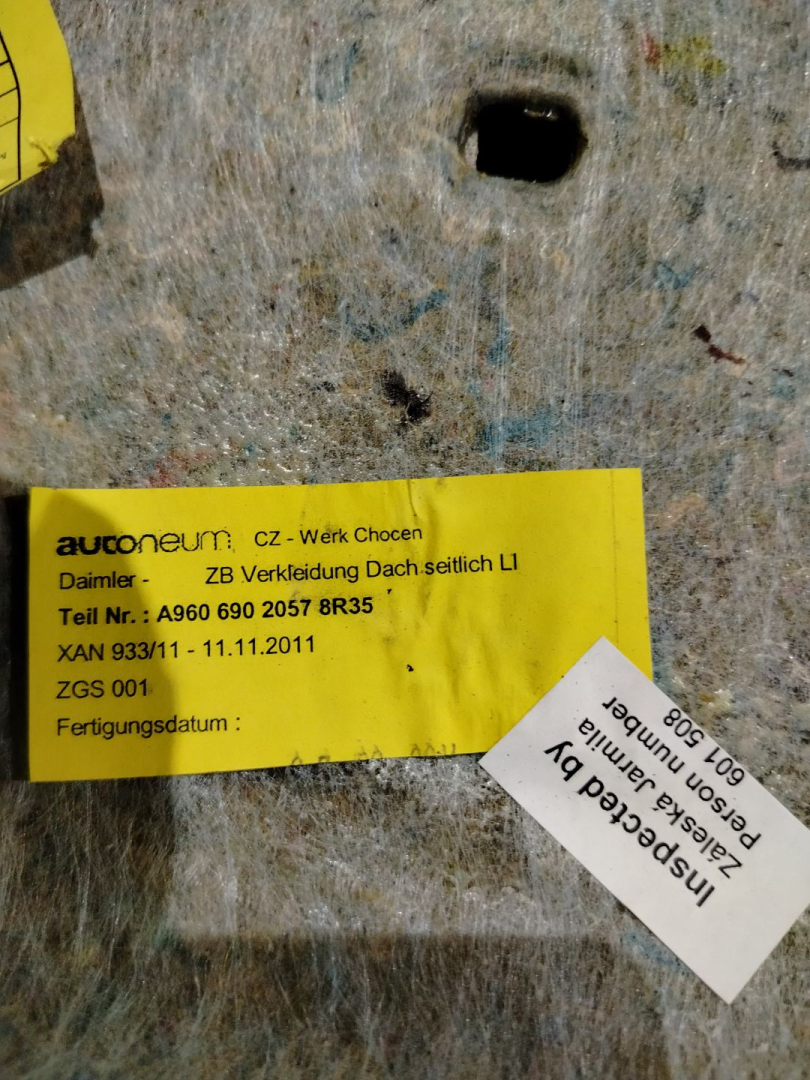 autoneum CZ - Werk Chocen
Daimler - ZB Verkleidung Dach seitlich LI
Teil Nr. : A960 690 2057 8R35
XAN 933/11 - 11.11.2011
ZGS 001
Fertigungsdatum :
Inspected by
Záleská Jarmila
Person number
601 508